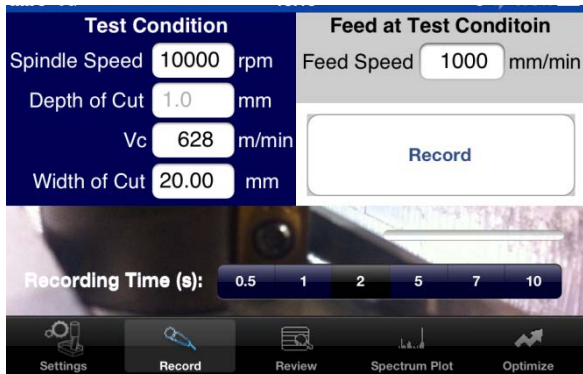 Test Condition
Feed at Test Conditoin
Spindle Speed 10000 rpm
Feed Speed 1000 mm/min
Depth of Cut 1.0 mm
Vc 628 m/min
Record
Width of Cut 20.00 mm
Recording Time (s): 0.5 1 2 5 7 10
Settings Record Review Spectrum Plot Optimize